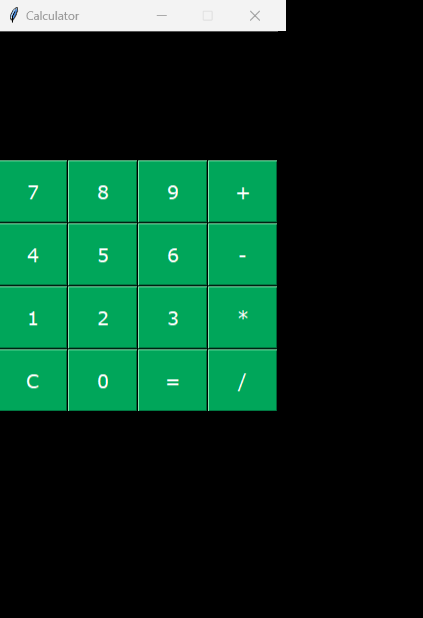 Calculator
7 8 9 +
4 5 6 -
1 2 3 *
C 0 = /